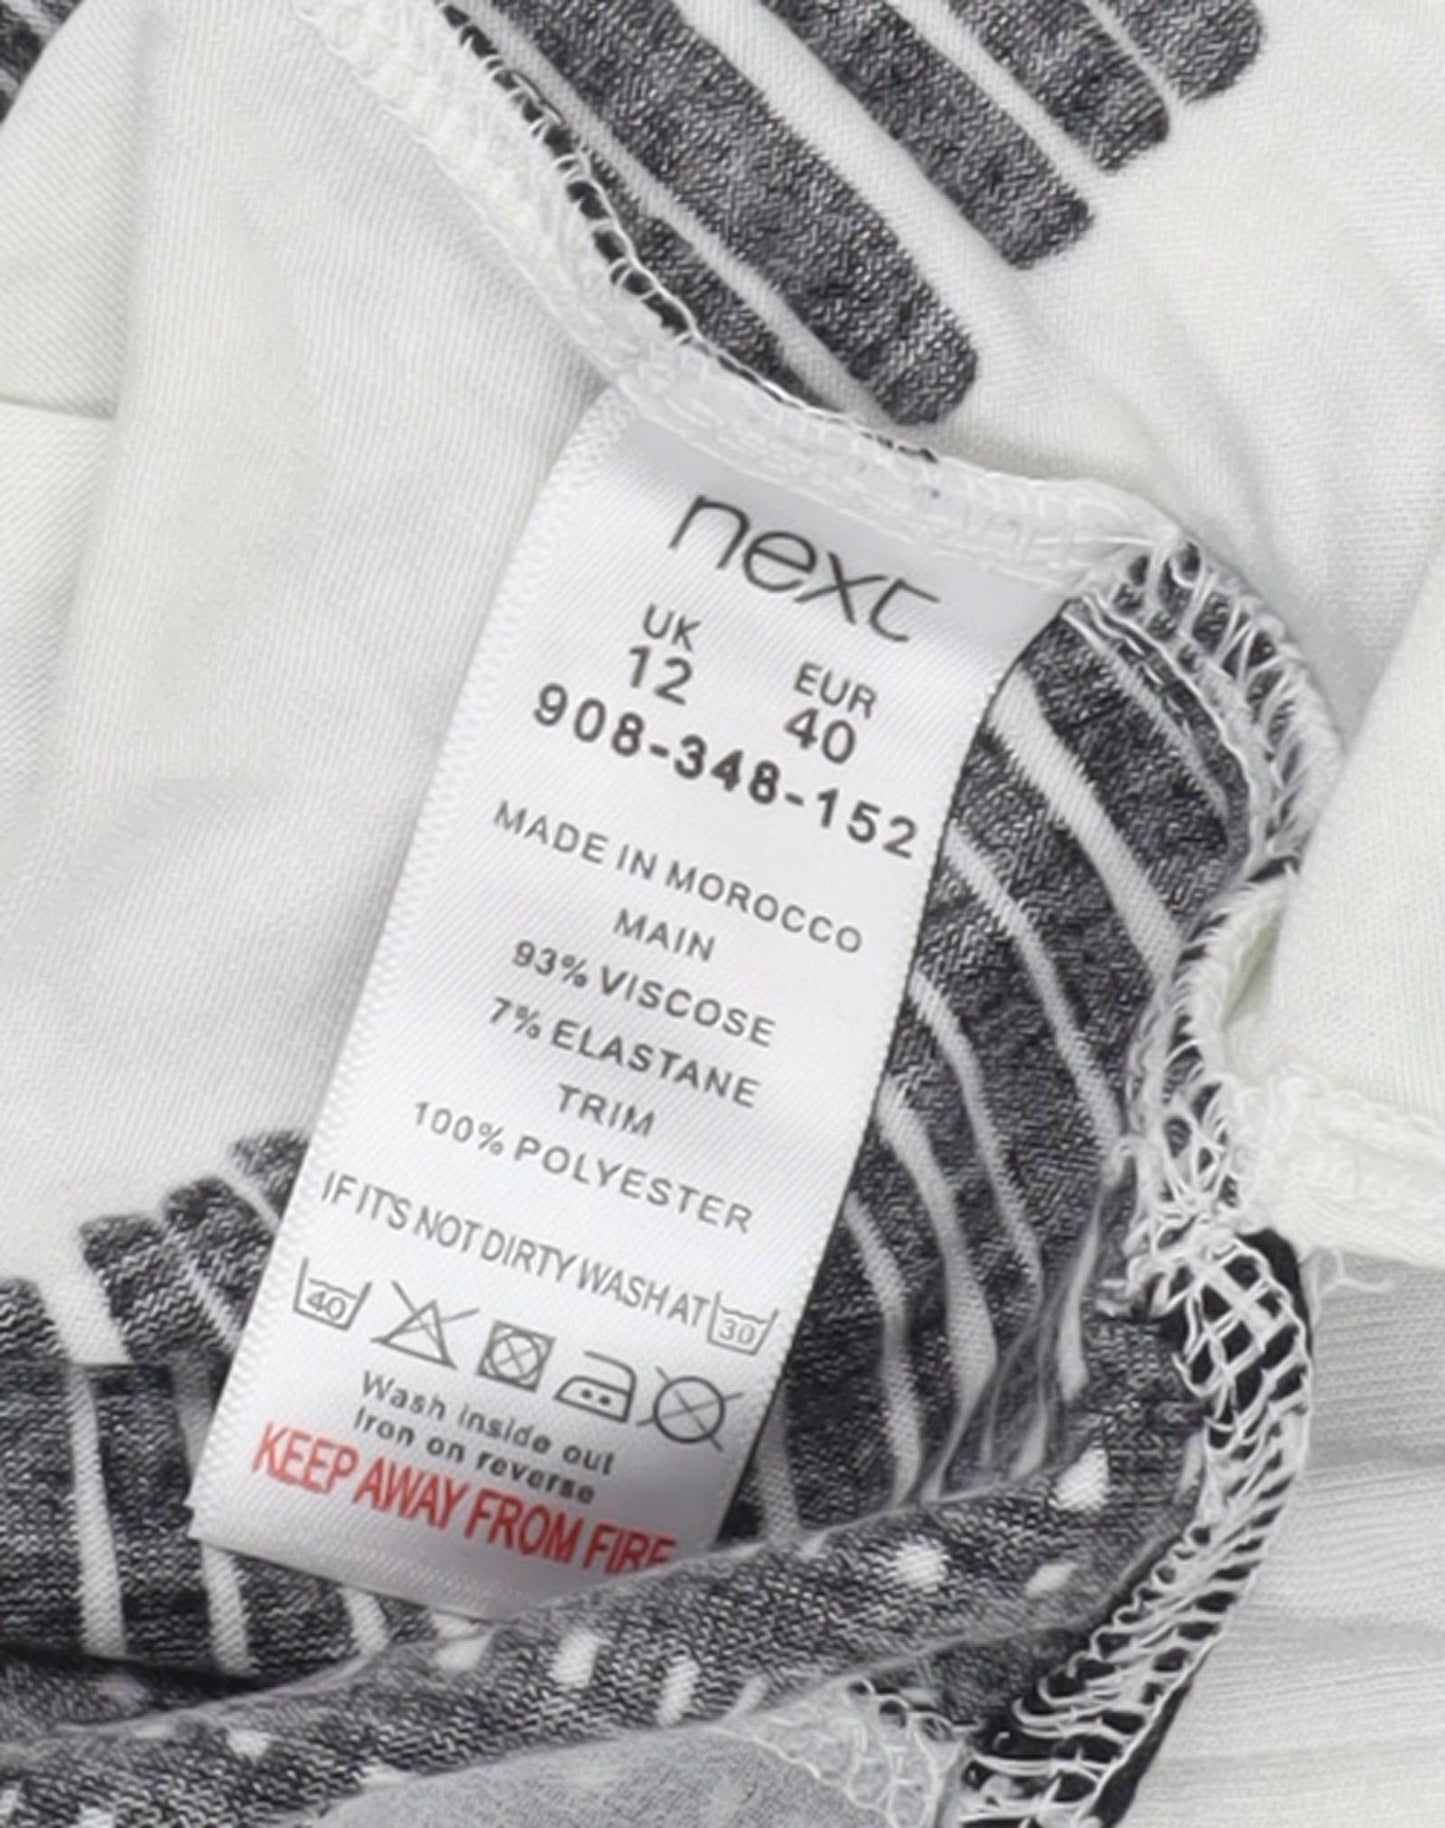 next
UK EUR
12 40
908-348-152
MADE IN MOROCCO
MAIN
93% VISCOSE
7% ELASTANE
TRIM
100% POLYESTER
IF IT'S NOT DIRTY WASH AT 30
40
Wash inside out
Iron on reverse
KEEP AWAY FROM FIRE